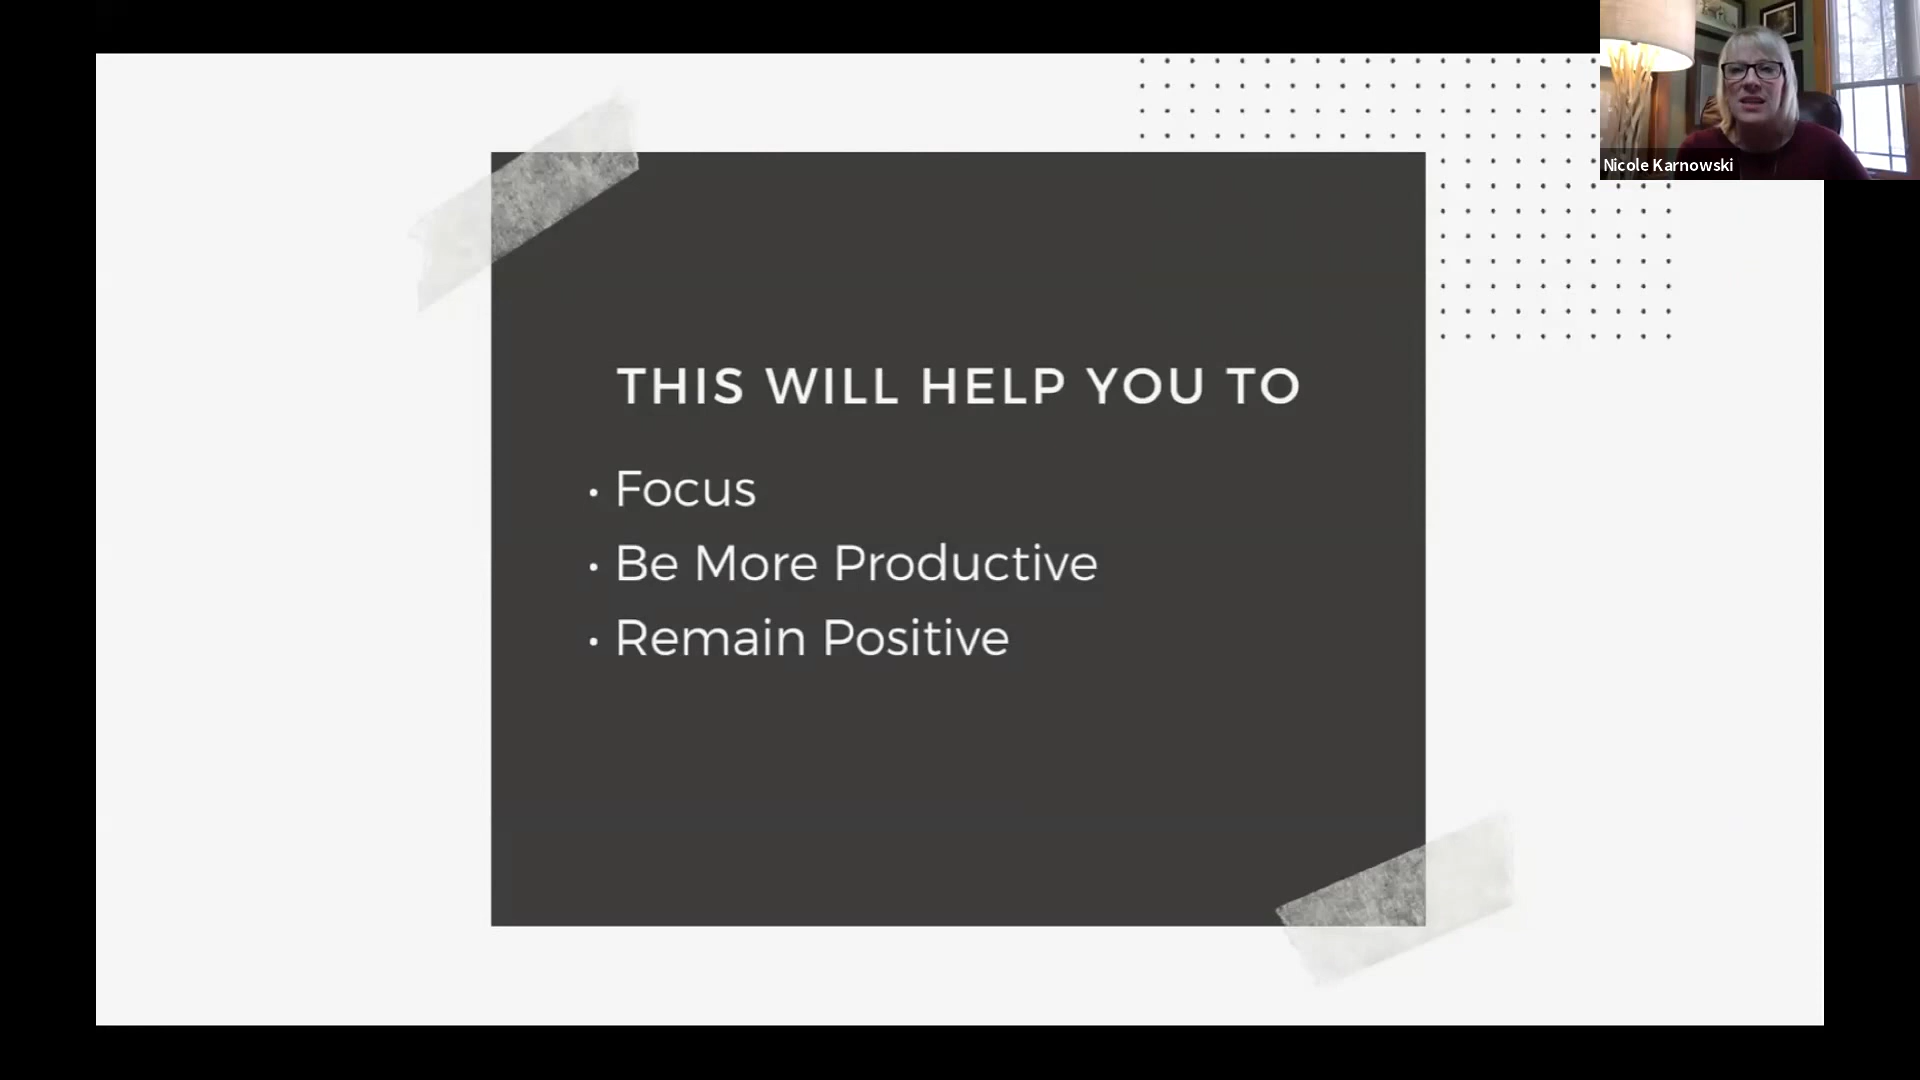 THIS WILL HELP YOU TO
• Focus
• Be More Productive
• Remain Positive
Nicole Karnowski